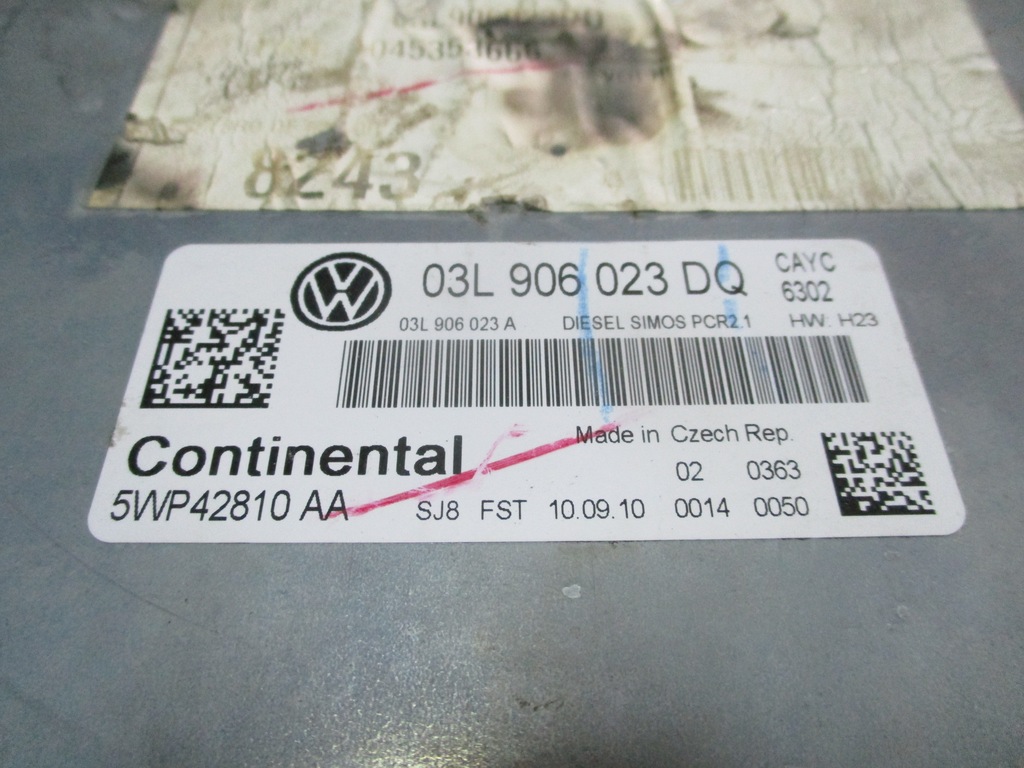 8243
03L 906 023 DQ
CAYC
6302
03L 906 023 A DIESEL SIMOS PCR2.1 HW: H23
Continental
Made in Czech Rep.
02 0363
5WP42810 AA SJ8 FST 10.09.10 0014 0050